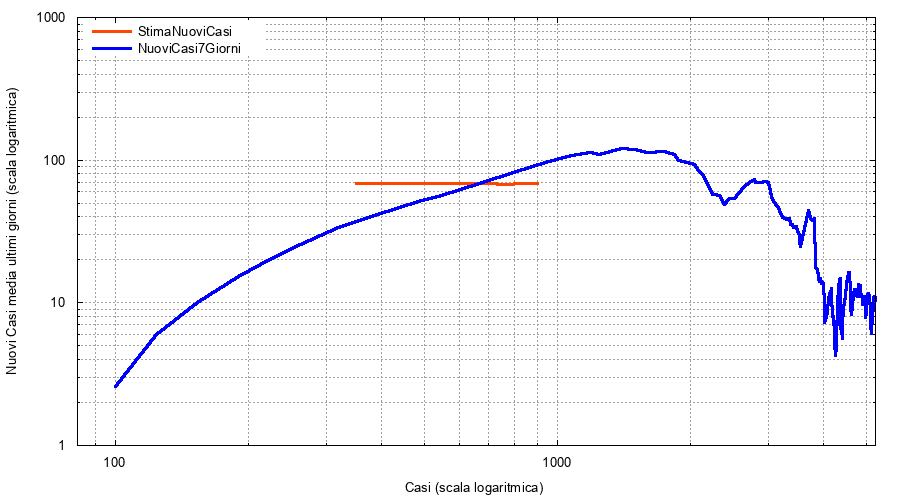 1000
StimaNuoviCasi
NuoviCasi7Giorni
100
10
1
100
1000
Nuovi Casi media ultimi giorni (scala logaritmica)
Casi (scala logaritmica)